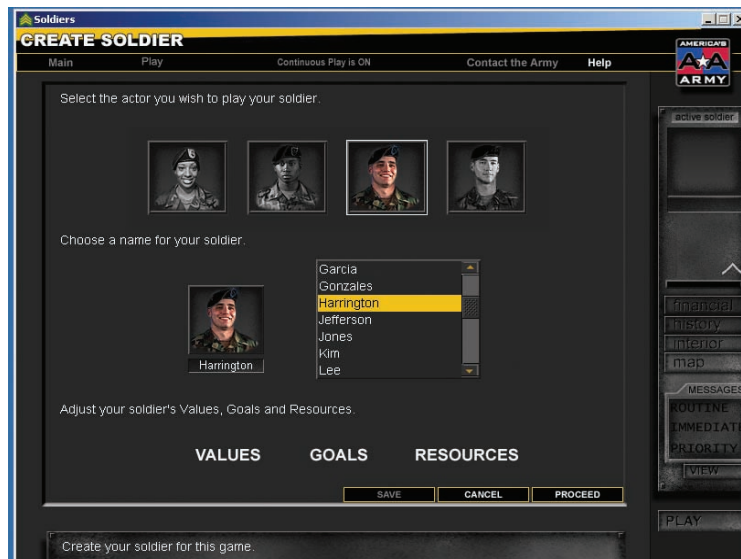 Soldiers
CREATE SOLDIER
Main Play Continuous Play is ON Contact the Army Help
AMERICA'S
AA
ARMY
Select the actor you wish to play your soldier.
active soldier
Choose a name for your soldier.
Garcia
Gonzales
Harrington
Jefferson
Jones
Kim
Lee
Harrington
financial
history
interior
map
MESSAGES
ROUTINE
IMMEDIAT
PRIORITY
VIEW
Adjust your soldier's Values, Goals and Resources.
VALUES GOALS RESOURCES
SAVE CANCEL PROCEED
PLAY
Create your soldier for this game.